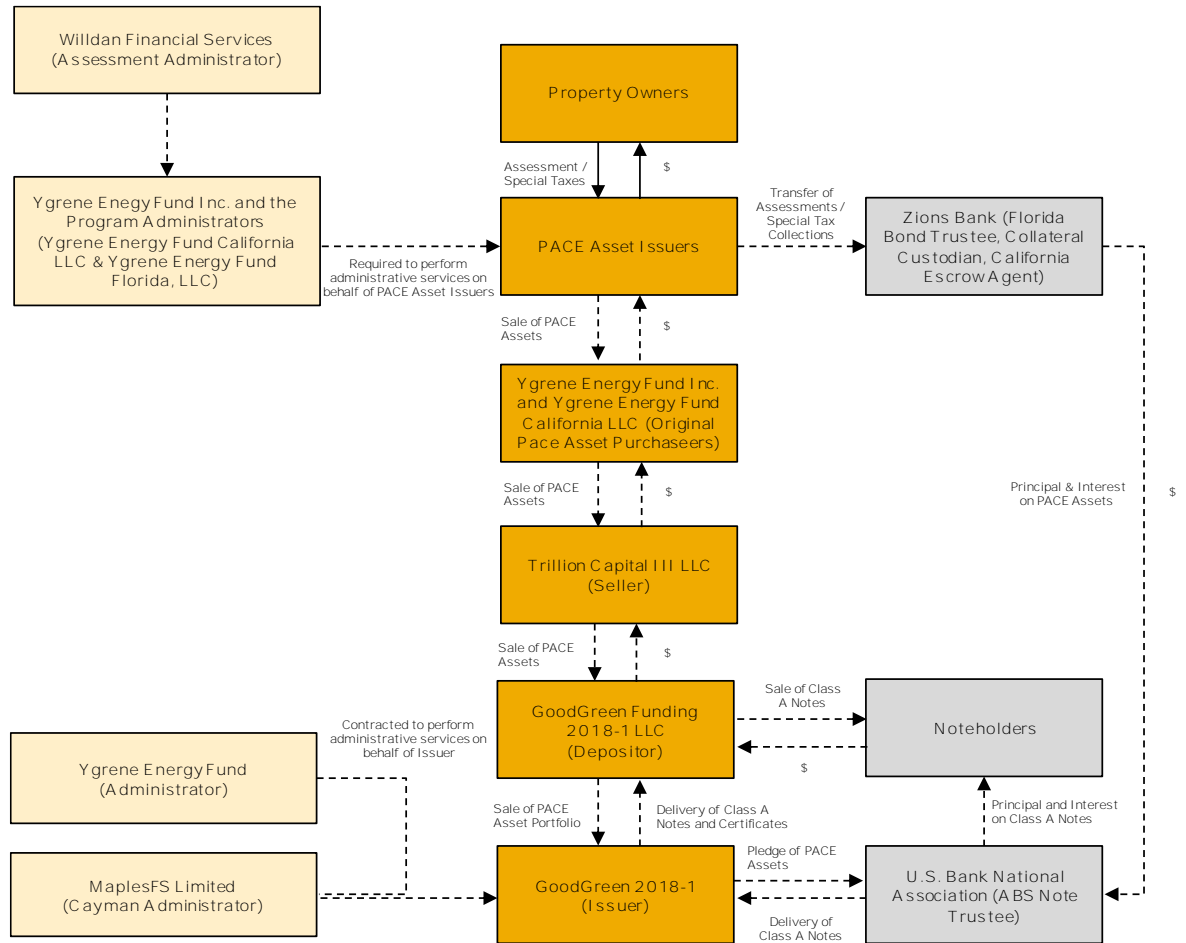 Willdan Financial Services
(Assessment Administrator)
Property Owners
Assessment /
Special Taxes
$
Ygrene Enegy Fund Inc. and the
Program Administrators
(Ygrene Energy Fund California
LLC & Ygrene Energy Fund
Florida, LLC)
Required to perform
administrative services on
behalf of PACE Asset Issuers
PACE Asset Issuers
Transfer of
Assessments /
Special Tax
Collections
Zions Bank (Florida
Bond Trustee, Collateral
Custodian, California
Escrow Agent)
Sale of PACE
Assets
$
Ygrene Energy Fund Inc.
and Ygrene Energy Fund
California LLC (Original
Pace Asset Purchaseers)
Sale of PACE
Assets
$
Principal & Interest
on PACE Assets
$
Trillion Capital III LLC
(Seller)
Sale of PACE
Assets
$
GoodGreen Funding
2018-1 LLC
(Depositor)
Sale of Class
A Notes
$
Noteholders
Contracted to perform
administrative services on
behalf of Issuer
Ygrene Energy Fund
(Administrator)
Sale of PACE
Asset Portfolio
Delivery of Class A
Notes and Certificates
Principal and Interest
on Class A Notes
MaplesFS Limited
(Cayman Administrator)
GoodGreen 2018-1
(Issuer)
Pledge of PACE
Assets
Delivery of
Class A Notes
U.S. Bank National
Association (ABS Note
Trustee)